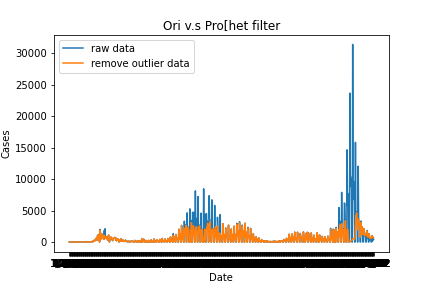 Ori v.s Pro[het filter
raw data
remove outlier data
30000
25000
20000
15000
10000
5000
0
Cases
Date